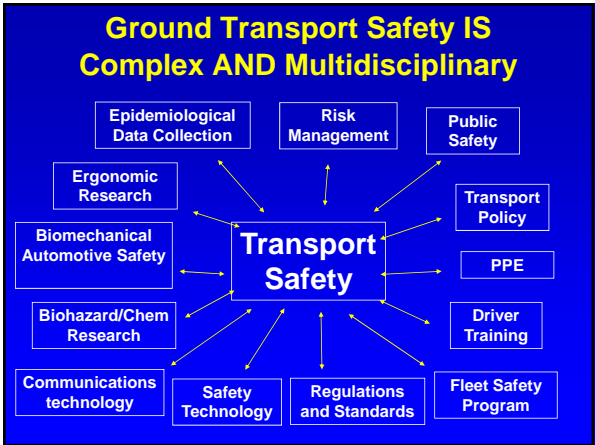 Ground Transport Safety IS
Complex AND Multidisciplinary
Epidemiological
Data Collection
Risk
Management
Public
Safety
Ergonomic
Research
Transport
Policy
Biomechanical
Automotive Safety
Transport
Safety
PPE
Biohazard/Chem
Research
Driver
Training
Communications
technology
Safety
Technology
Regulations
and Standards
Fleet Safety
Program